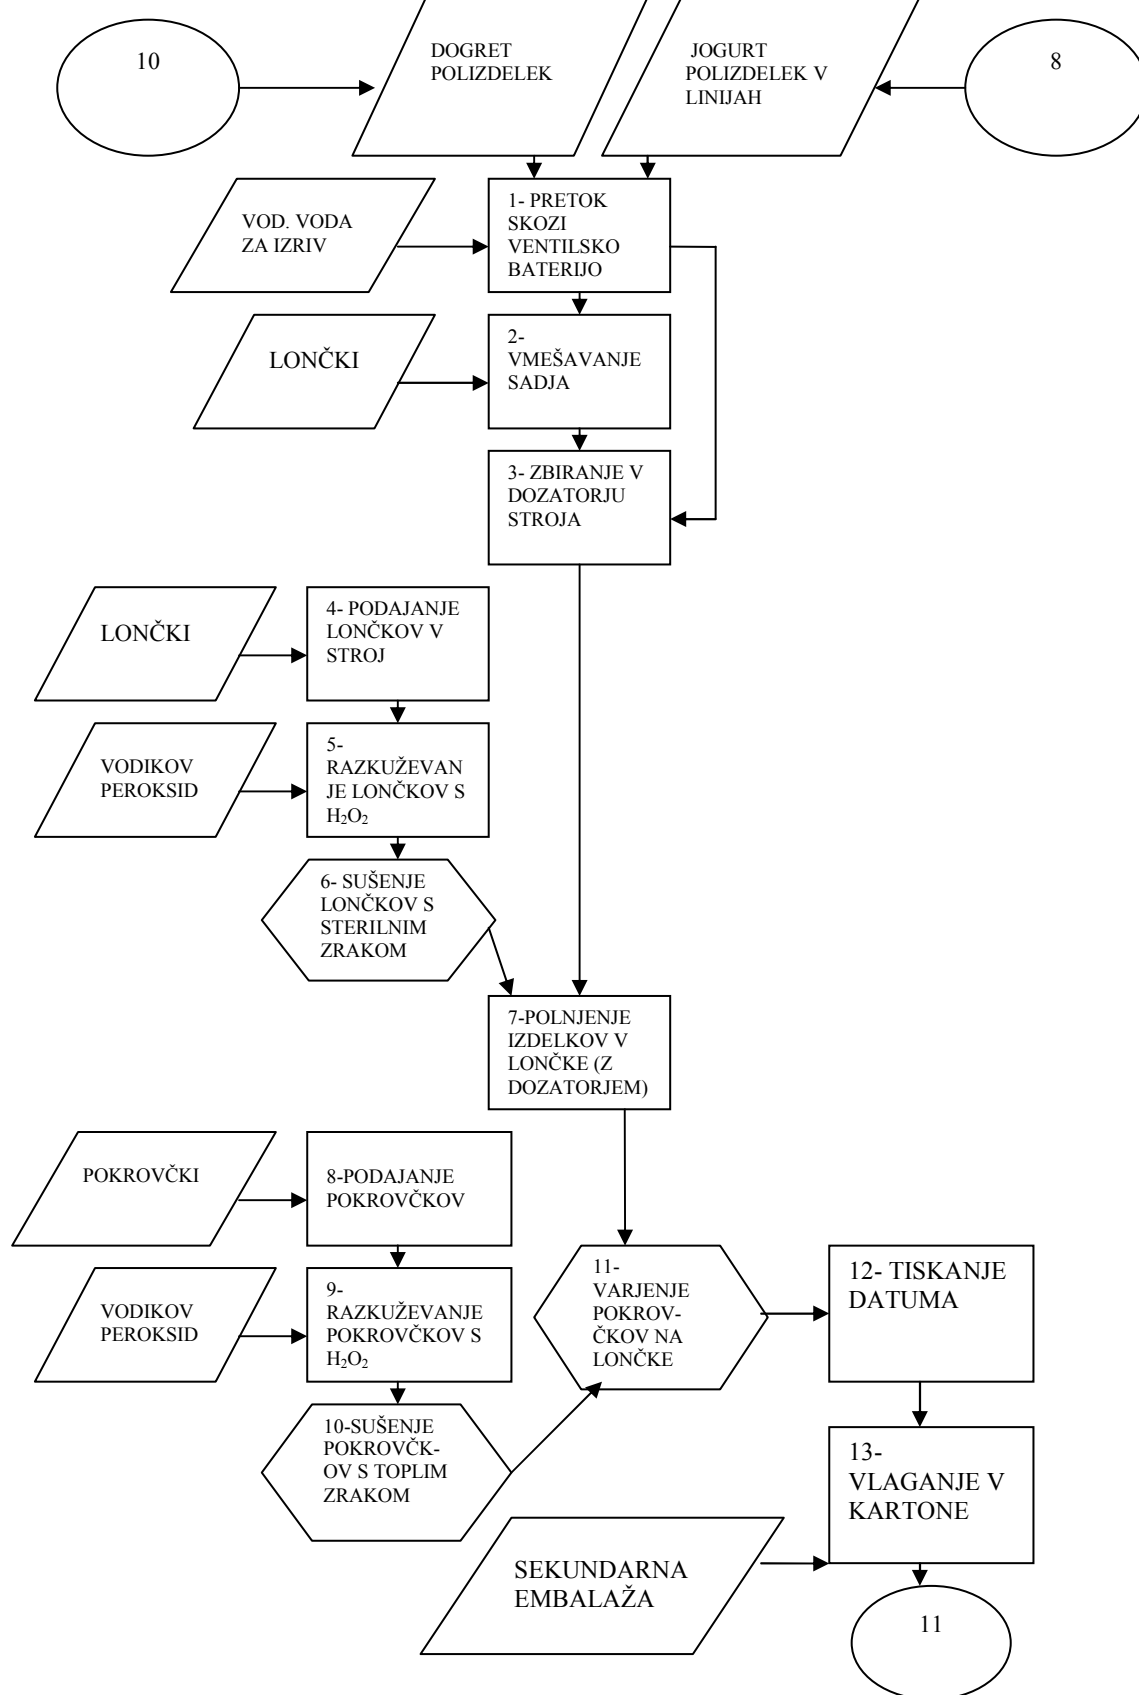 10
DOGRET
POLIZDELEK
JOGURT
POLIZDELEK V
LINIJAH
8
VOD. VODA
ZA IZRIV
1- PRETOK
SKOZI
VENTILSKO
BATERIJO
LONČKI
2-
VMEŠAVANJE
SADJA
3- ZBIRANJE V
DOZATORJU
STROJA
LONČKI
4- PODAJANJE
LONČKOV V
STROJ
VODIKOV
PEROKSID
5-
RAZKUŽEVAN
JE LONČKOV S
H₂O₂
6- SUŠENJE
LONČKOV S
STERILNIM
ZRAKOM
7-POLNJENJE
IZDELKOV V
LONČKE (Z
DOZATORJEM)
POKROVČKI
8-PODAJANJE
POKROVČKOV
VODIKOV
PEROKSID
9-
RAZKUŽEVANJE
POKROVČKOV S
H₂O₂
10-SUŠENJE
POKROVČK-
OV S TOPLIM
ZRAKOM
11-
VARJENJE
POKROV-
ČKOV NA
LONČKE
12- TISKANJE
DATUMA
13-
VLAGANJE V
KARTONE
SEKUNDARNA
EMBALAŽA
11